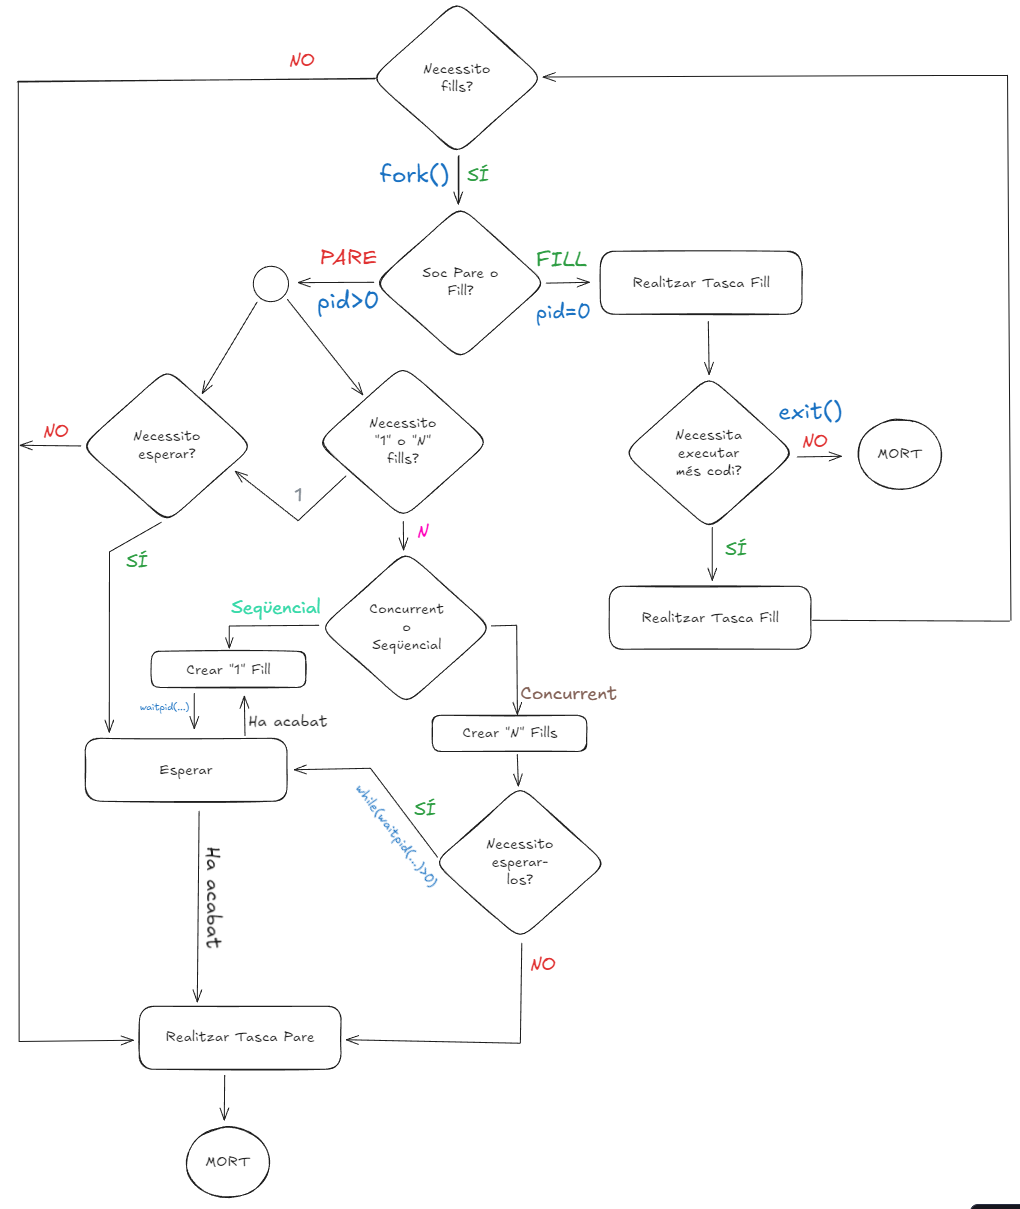 NO
Necessito
fills?
fork()
SÍ
PARE
pid>0
Soc Pare o
Fill?
FILL
pid=0
Realitzar Tasca Fill
NO
Necessito
esperar?
Necessito
"1" o "N"
fills?
Necessita
executar
més codi?
exit()
NO
MORT
1
SÍ
N
SÍ
Seqüencial
Concurrent
o
Seqüencial
Realitzar Tasca Fill
Crear "1" Fill
Concurrent
waitpid(...)
Ha acabat
Crear "N" Fills
Esperar
SÍ
while(waitpid(...)>0)
Necessito
esperar-
los?
Ha acabat
NO
Realitzar Tasca Pare
MORT